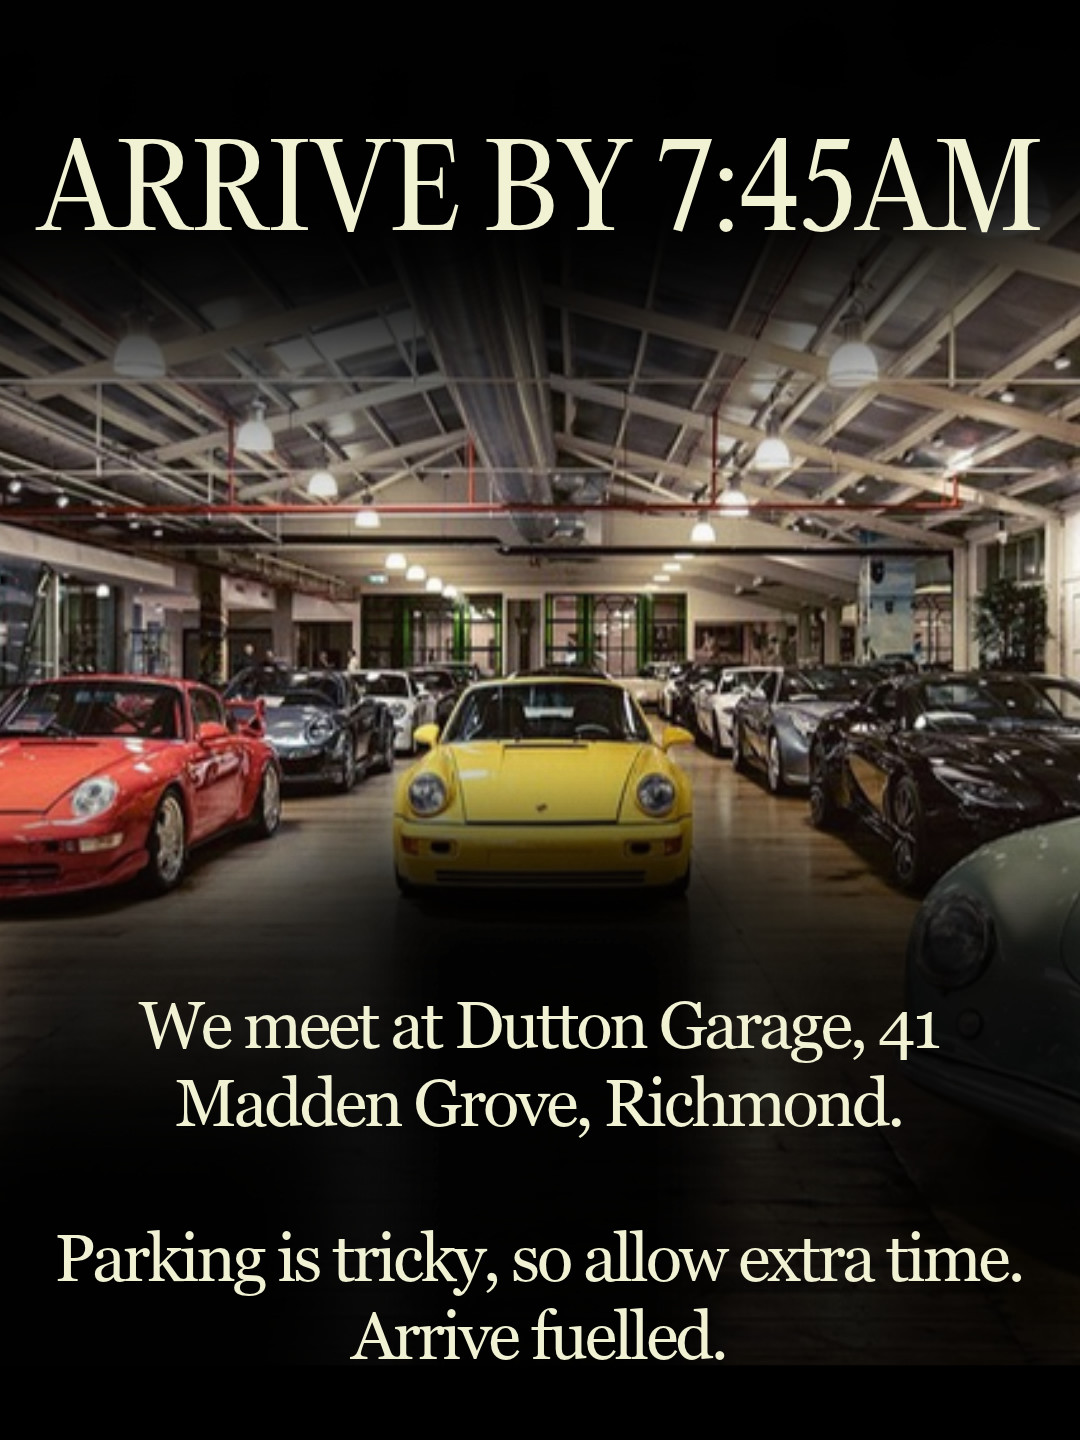 ARRIVE BY 7:45AM
We meet at Dutton Garage, 41
Madden Grove, Richmond.
Parking is tricky, so allow extra time.
Arrive fuelled.